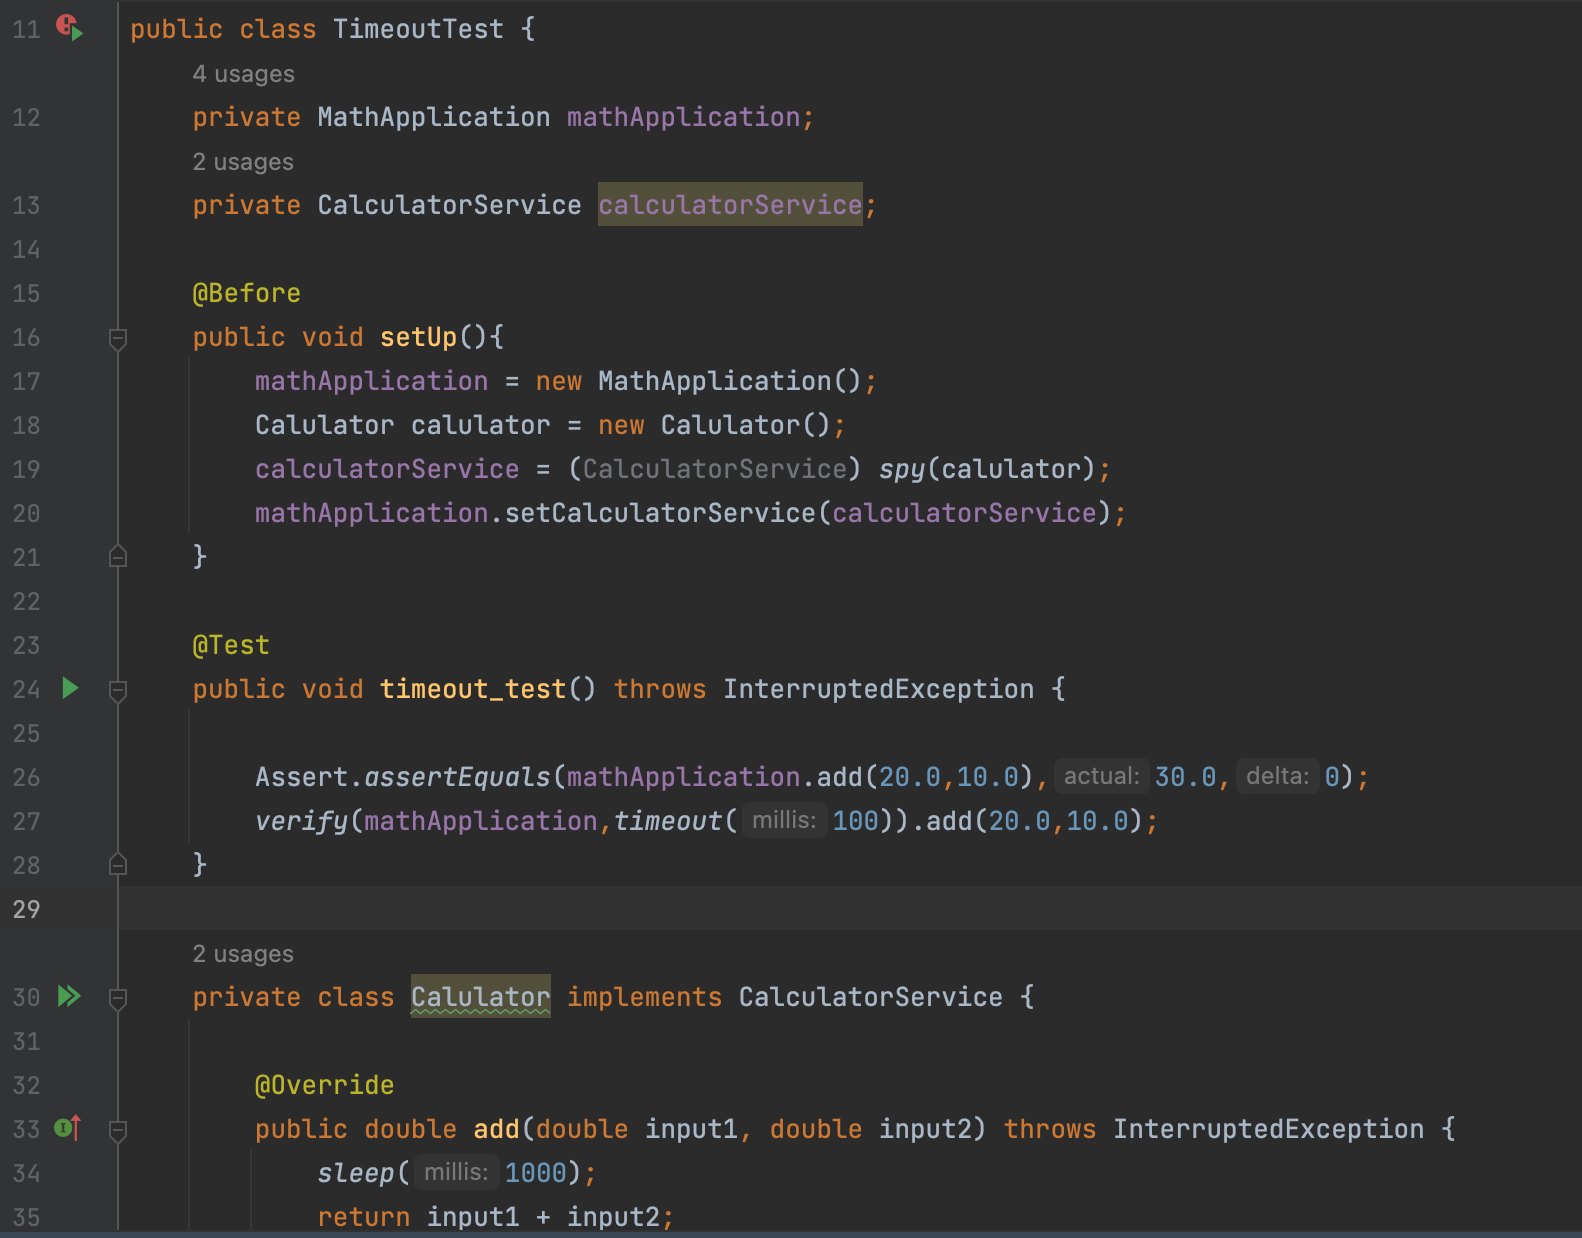 11 public class TimeoutTest {
4 usages
12 private MathApplication mathApplication;
2 usages
13 private CalculatorService calculatorService;
14
15 @Before
16 public void setUp(){
17 mathApplication = new MathApplication();
18 Calulator calulator = new Calulator();
19 calculatorService = (CalculatorService) spy(calulator);
20 mathApplication.setCalculatorService(calculatorService);
21 }
22
23 @Test
24 public void timeout_test() throws InterruptedException {
25
26 Assert.assertEquals(mathApplication.add(20.0,10.0), actual: 30.0, delta: 0);
27 verify(mathApplication,timeout( millis: 100)).add(20.0,10.0);
28 }
29
2 usages
30 private class Calulator implements CalculatorService {
31
32 @Override
33 public double add(double input1, double input2) throws InterruptedException {
34 sleep( millis: 1000);
35 return input1 + input2;